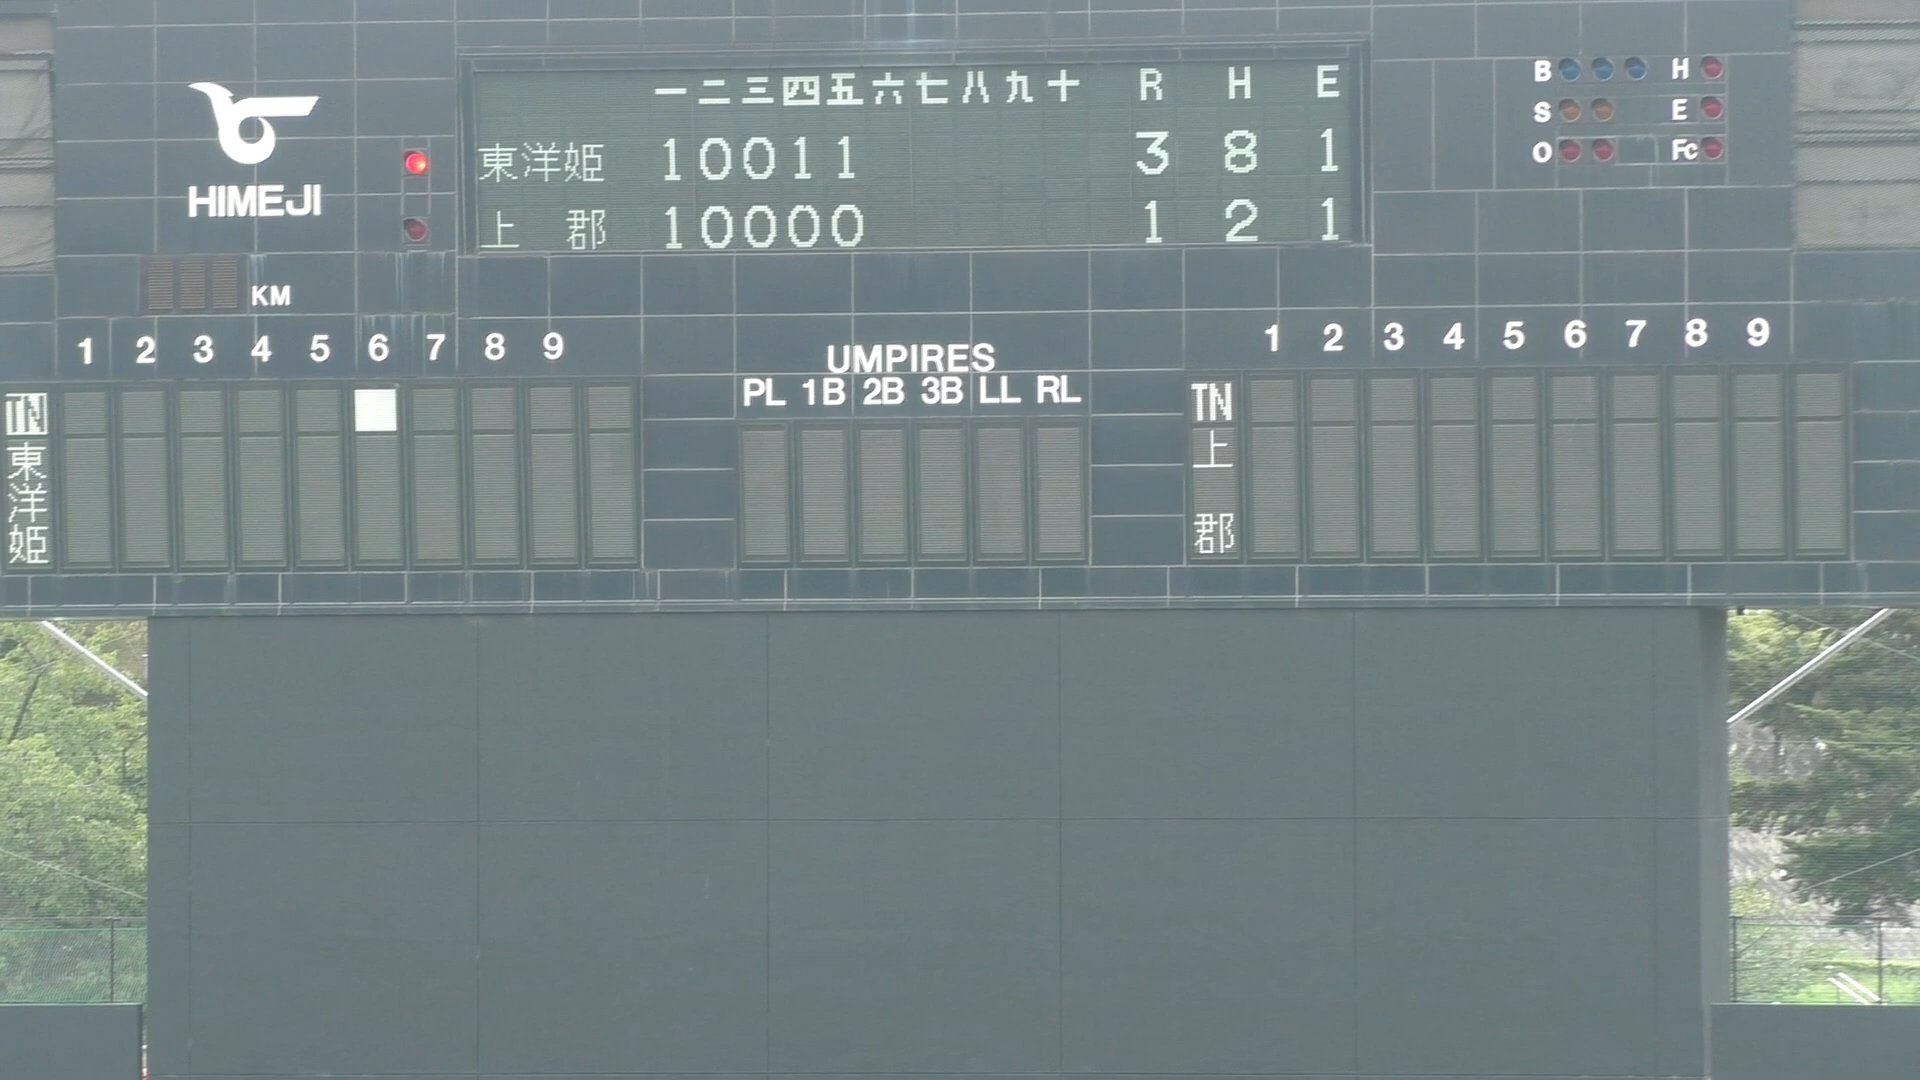 一二三四五六七八九十 R H E
東洋姫 10011 3 8 1
上 郡 10000 1 2 1
HIMEJI
KM
B H
S E
O Fc
1 2 3 4 5 6 7 8 9
TN
東洋姫
UMPIRES
PL 1B 2B 3B LL RL
1 2 3 4 5 6 7 8 9
TN
上 郡